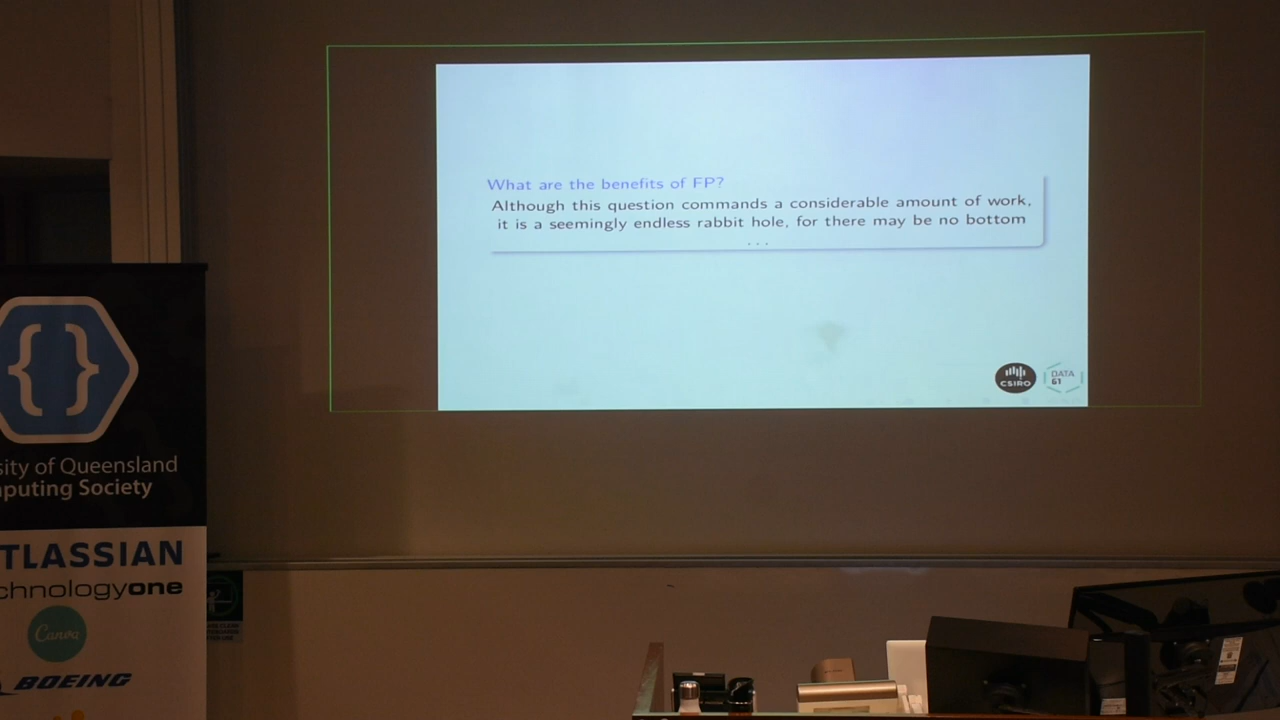 What are the benefits of FP?
Although this question commands a considerable amount of work,
it is a seemingly endless rabbit hole, for there may be no bottom
...
CSIRO
DATA
61
{ }
sity of Queensland
puting Society
TLASSIAN
chnologyone
Canva
BOEING